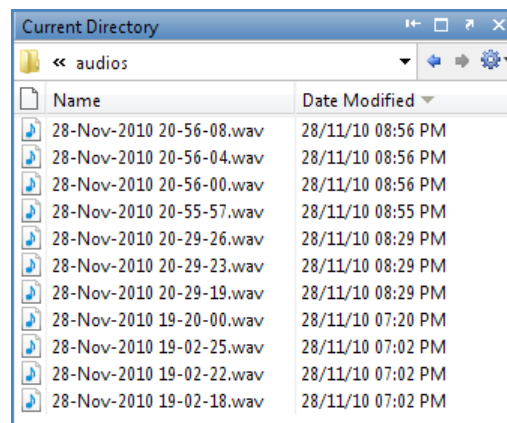 Current Directory
« audios
Name Date Modified
28-Nov-2010 20-56-08.wav 28/11/10 08:56 PM
28-Nov-2010 20-56-04.wav 28/11/10 08:56 PM
28-Nov-2010 20-56-00.wav 28/11/10 08:56 PM
28-Nov-2010 20-55-57.wav 28/11/10 08:55 PM
28-Nov-2010 20-29-26.wav 28/11/10 08:29 PM
28-Nov-2010 20-29-23.wav 28/11/10 08:29 PM
28-Nov-2010 20-29-19.wav 28/11/10 08:29 PM
28-Nov-2010 19-20-00.wav 28/11/10 07:20 PM
28-Nov-2010 19-02-25.wav 28/11/10 07:02 PM
28-Nov-2010 19-02-22.wav 28/11/10 07:02 PM
28-Nov-2010 19-02-18.wav 28/11/10 07:02 PM